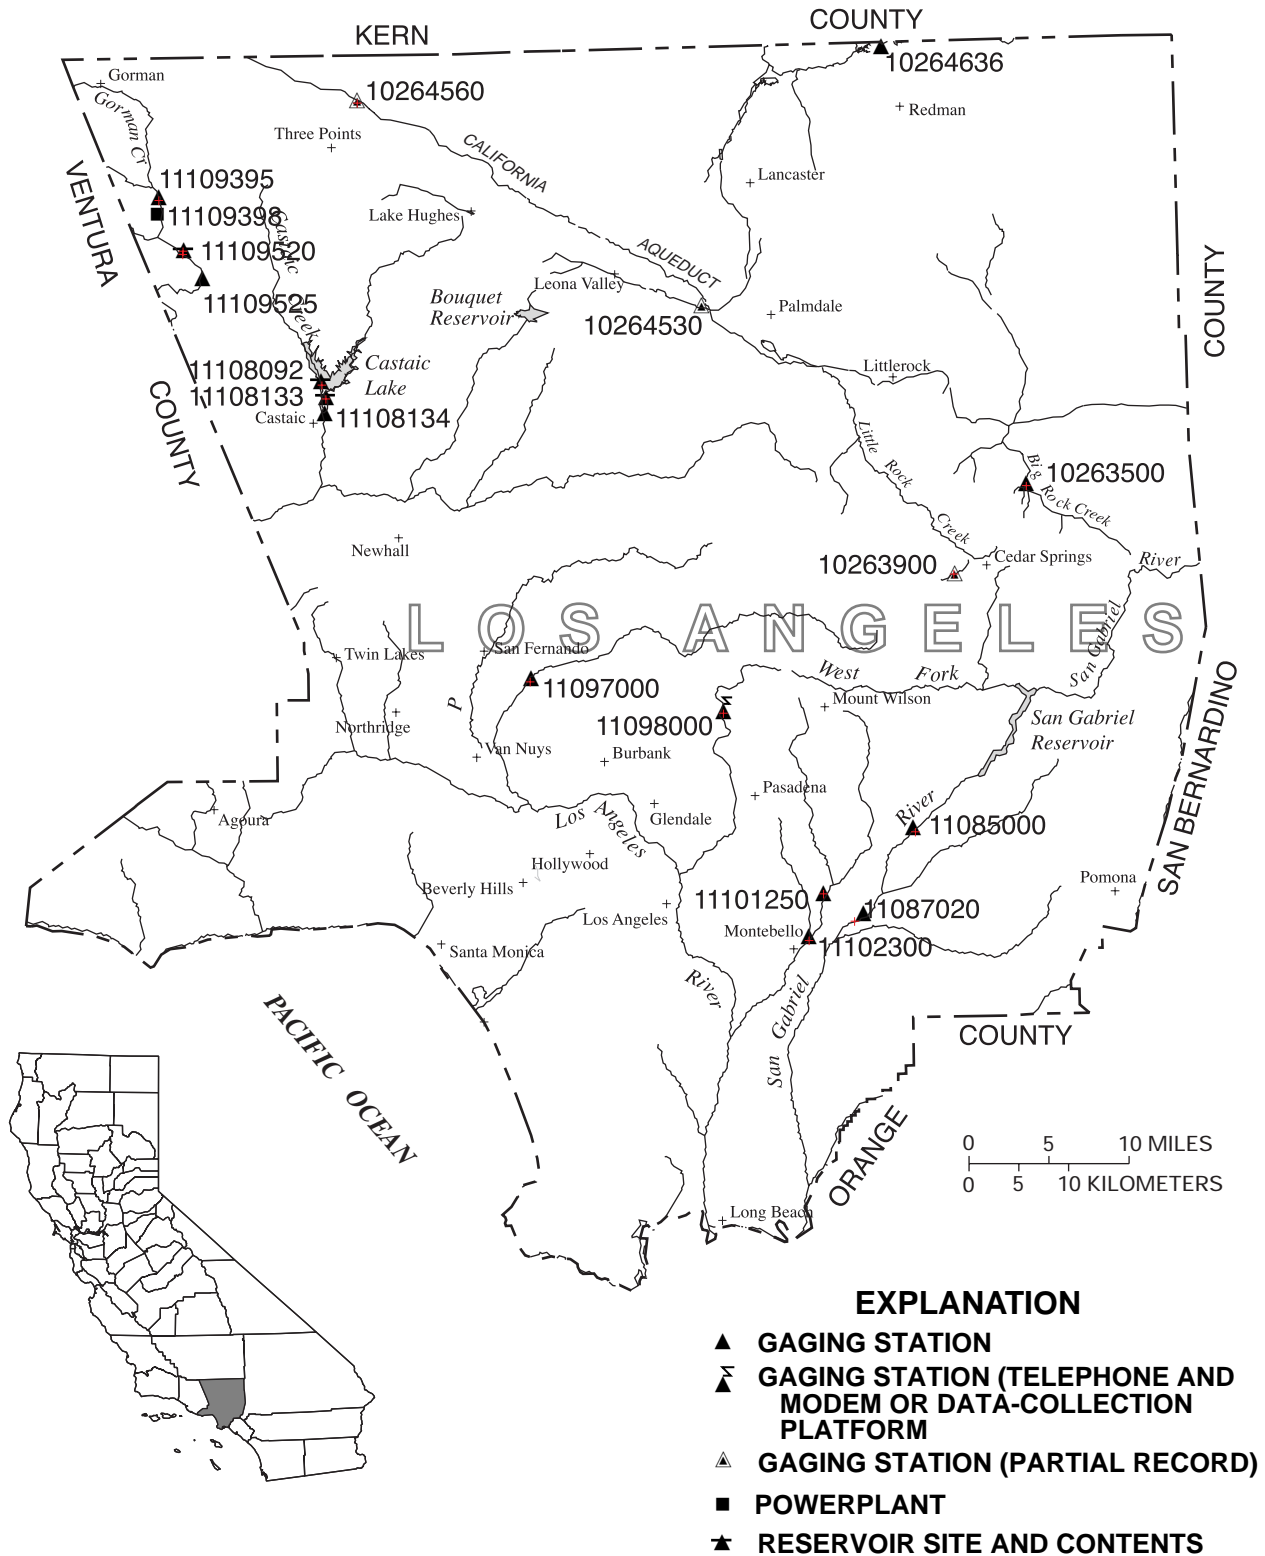 KERN
COUNTY
Gorman
Gorman Cr
10264560
10264636
Redman
Three Points
CALIFORNIA
AQUEDUCT
Lancaster
VENTURA
COUNTY
11109395
11109398
11109520
11109525
Castaic
Creek
Lake Hughes
Leona Valley
Bouquet
Reservoir
10264530
Palmdale
COUNTY
Littlerock
11108092
11108133
11108134
Castaic
Lake
Castaic
Little
Rock
Creek
Big
Rock Creek
10263500
Newhall
10263900
Cedar Springs
River
San Gabriel
LOS ANGELES
Twin Lakes
San Fernando
11097000
West
Fork
Mount Wilson
P
Northridge
11098000
San Gabriel
Reservoir
Van Nuys
Burbank
Pasadena
SAN BERNARDINO
Agoura
Los
Angeles
Glendale
River
11085000
Hollywood
Beverly Hills
Los Angeles
11101250
11087020
Pomona
Montebello
11102300
Santa Monica
River
San
Gabriel
PACIFIC OCEAN
COUNTY
ORANGE
Long Beach
0 5 10 MILES
0 5 10 KILOMETERS
EXPLANATION
GAGING STATION
GAGING STATION (TELEPHONE AND
MODEM OR DATA-COLLECTION
PLATFORM
GAGING STATION (PARTIAL RECORD)
POWERPLANT
RESERVOIR SITE AND CONTENTS